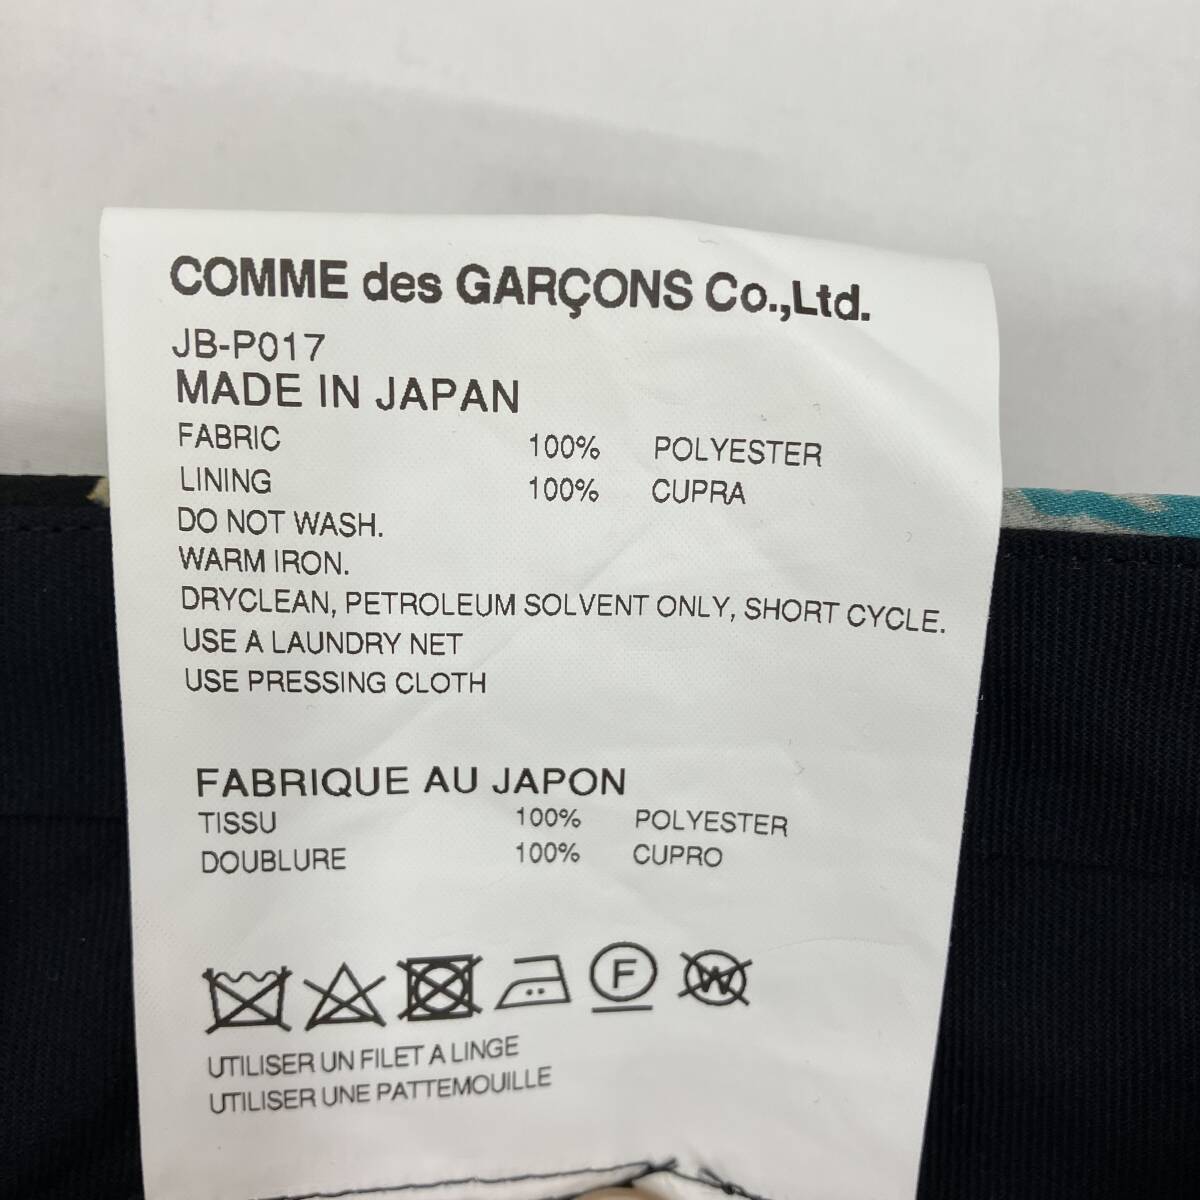 COMME des GARÇONS Co.,Ltd.
JB-P017
MADE IN JAPAN
FABRIC 100% POLYESTER
LINING 100% CUPRA
DO NOT WASH.
WARM IRON.
DRYCLEAN, PETROLEUM SOLVENT ONLY, SHORT CYCLE.
USE A LAUNDRY NET
USE PRESSING CLOTH
FABRIQUE AU JAPON
TISSU 100% POLYESTER
DOUBLURE 100% CUPRO
F W
UTILISER UN FILET A LINGE
UTILISER UNE PATTEMOUILLE